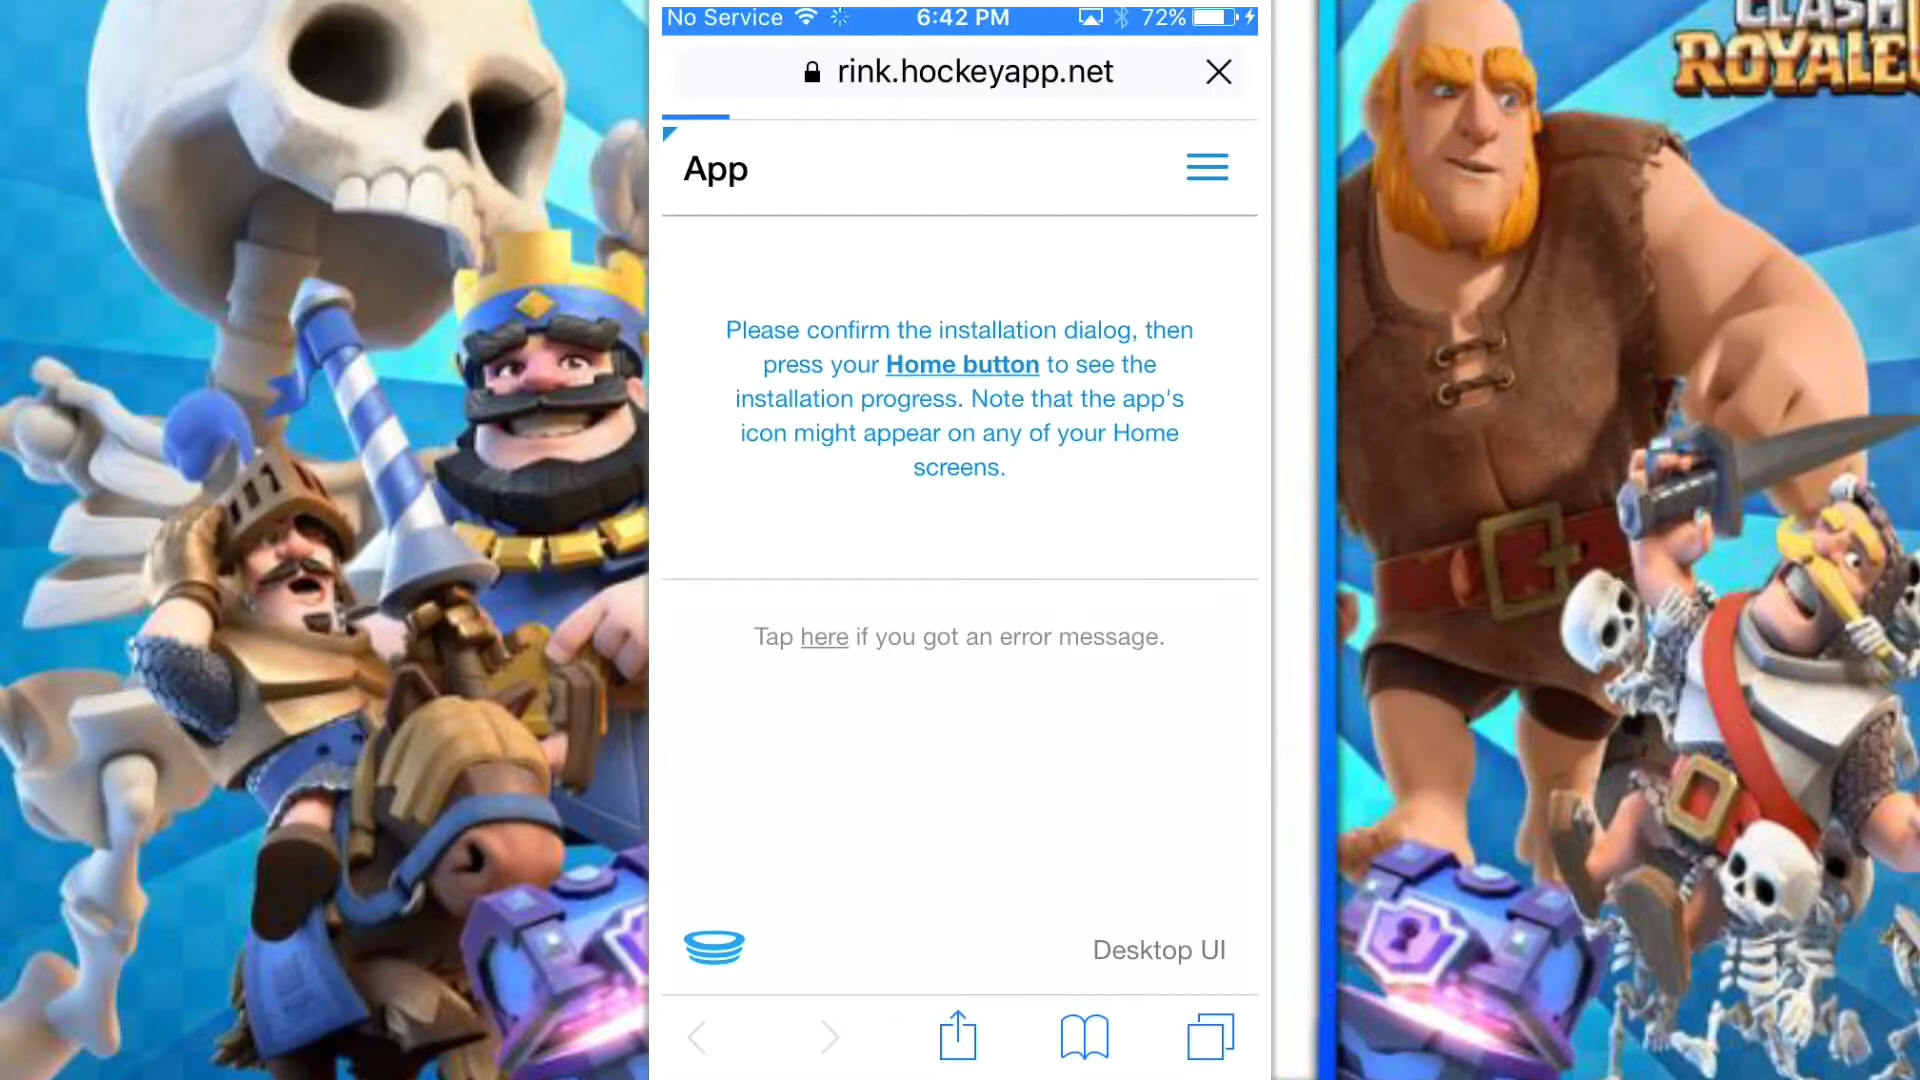 No Service 6:42 PM 72%
rink.hockeyapp.net
App
Please confirm the installation dialog, then
press your Home button to see the
installation progress. Note that the app's
icon might appear on any of your Home
screens.
Tap here if you got an error message.
Desktop UI
CLASH
ROYALE